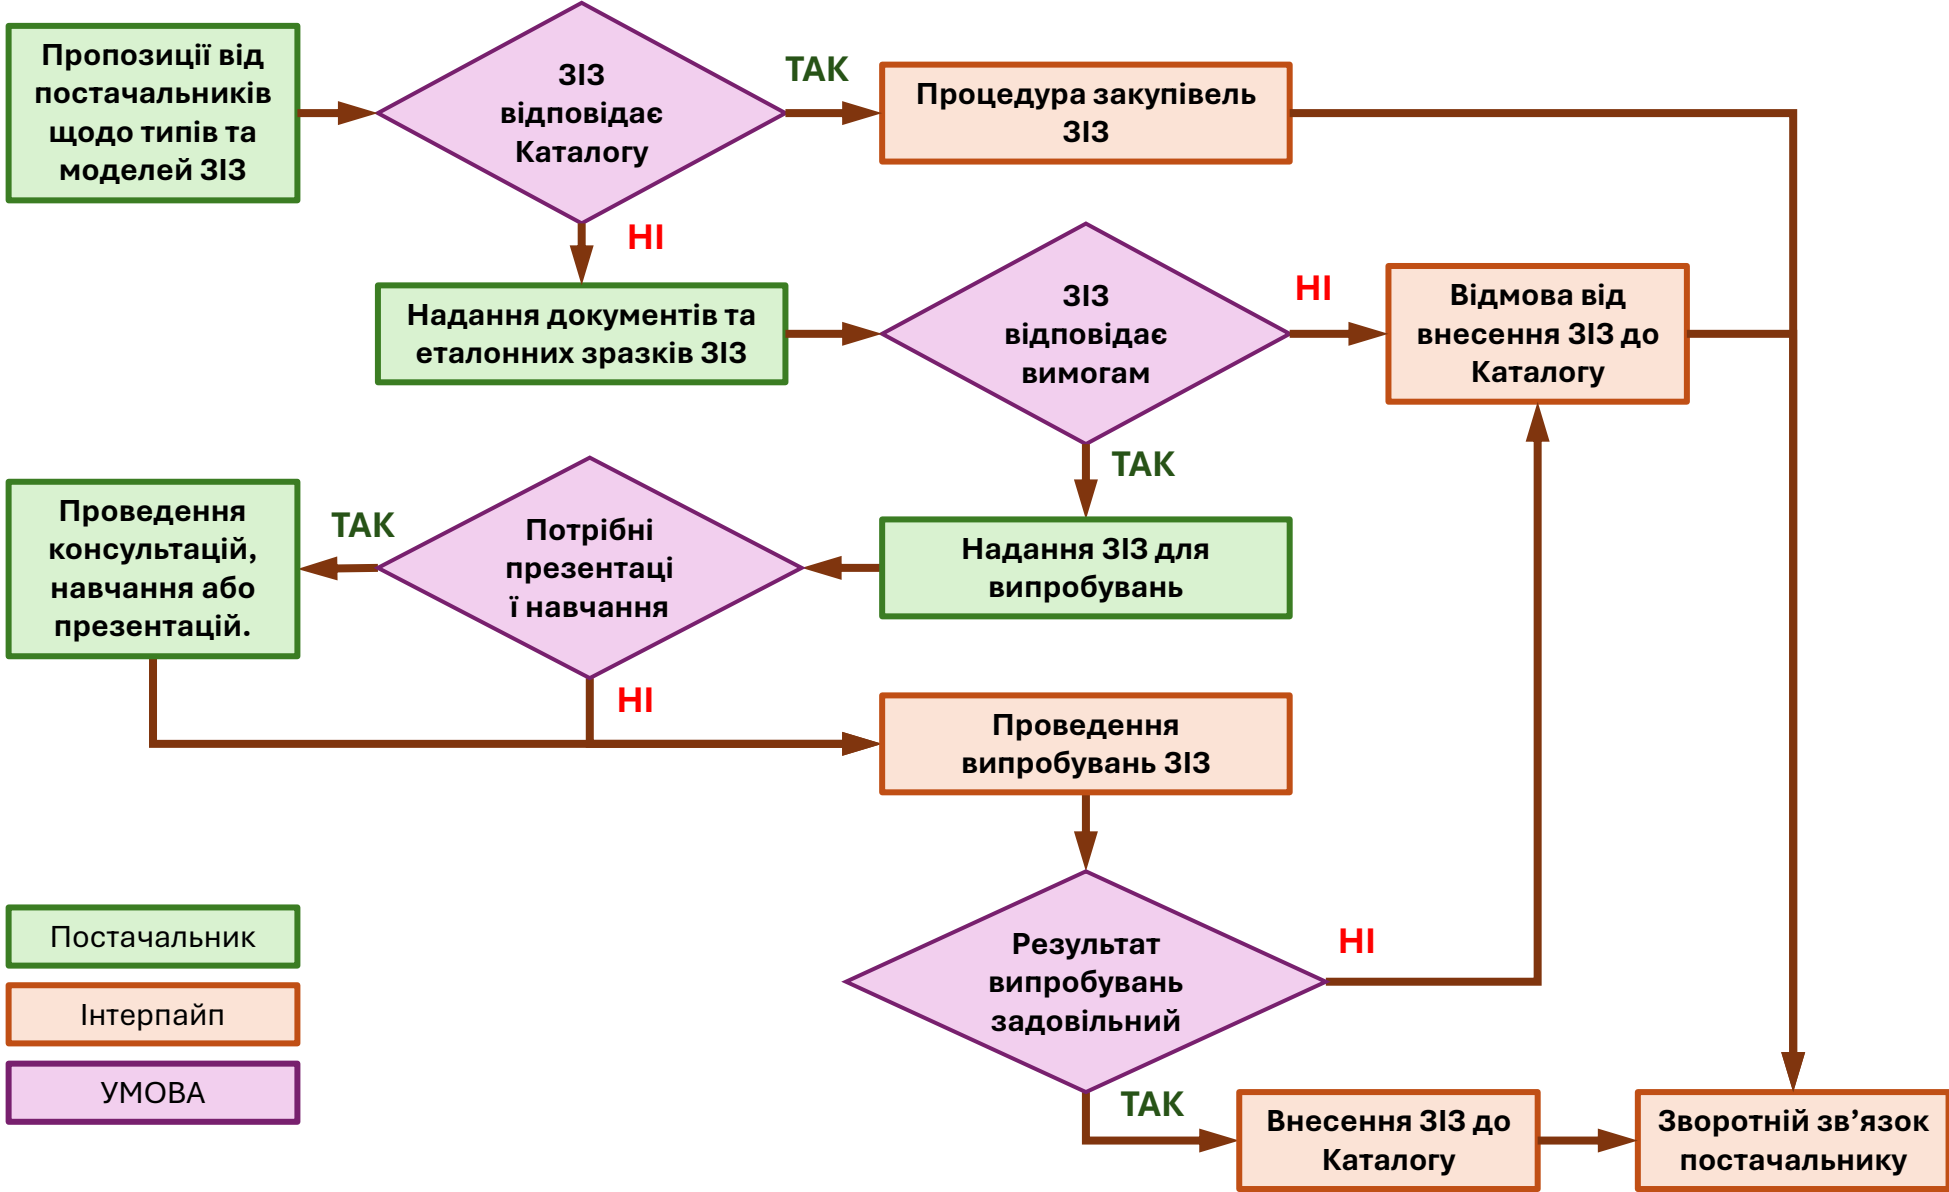 Пропозиції від
постачальників
щодо типів та
моделей ЗІЗ
ЗІЗ
відповідає
Каталогу
ТАК
Процедура закупівель
ЗІЗ
НІ
Надання документів та
еталонних зразків ЗІЗ
ЗІЗ
відповідає
вимогам
НІ
Відмова від
внесення ЗІЗ до
Каталогу
ТАК
Проведення
консультацій,
навчання або
презентацій.
ТАК
Потрібні
презентаці
ї навчання
Надання ЗІЗ для
випробувань
НІ
Проведення
випробувань ЗІЗ
Постачальник
Інтерпайп
УМОВА
Результат
випробувань
задовільний
НІ
ТАК
Внесення ЗІЗ до
Каталогу
Зворотній зв’язок
постачальнику